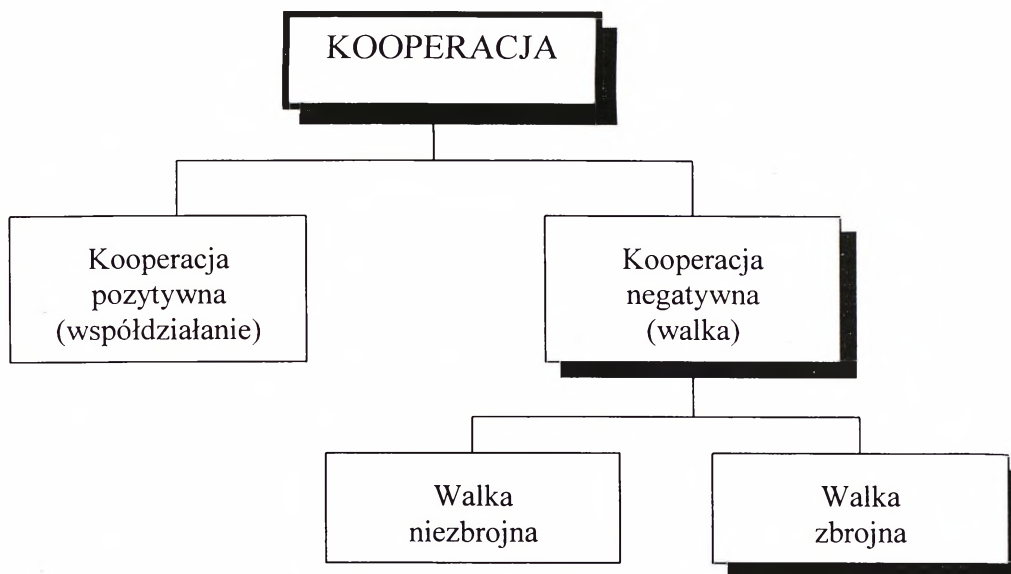 KOOPERACJA
Kooperacja
pozytywna
(współdziałanie)
Kooperacja
negatywna
(walka)
Walka
niezbrojna
Walka
zbrojna